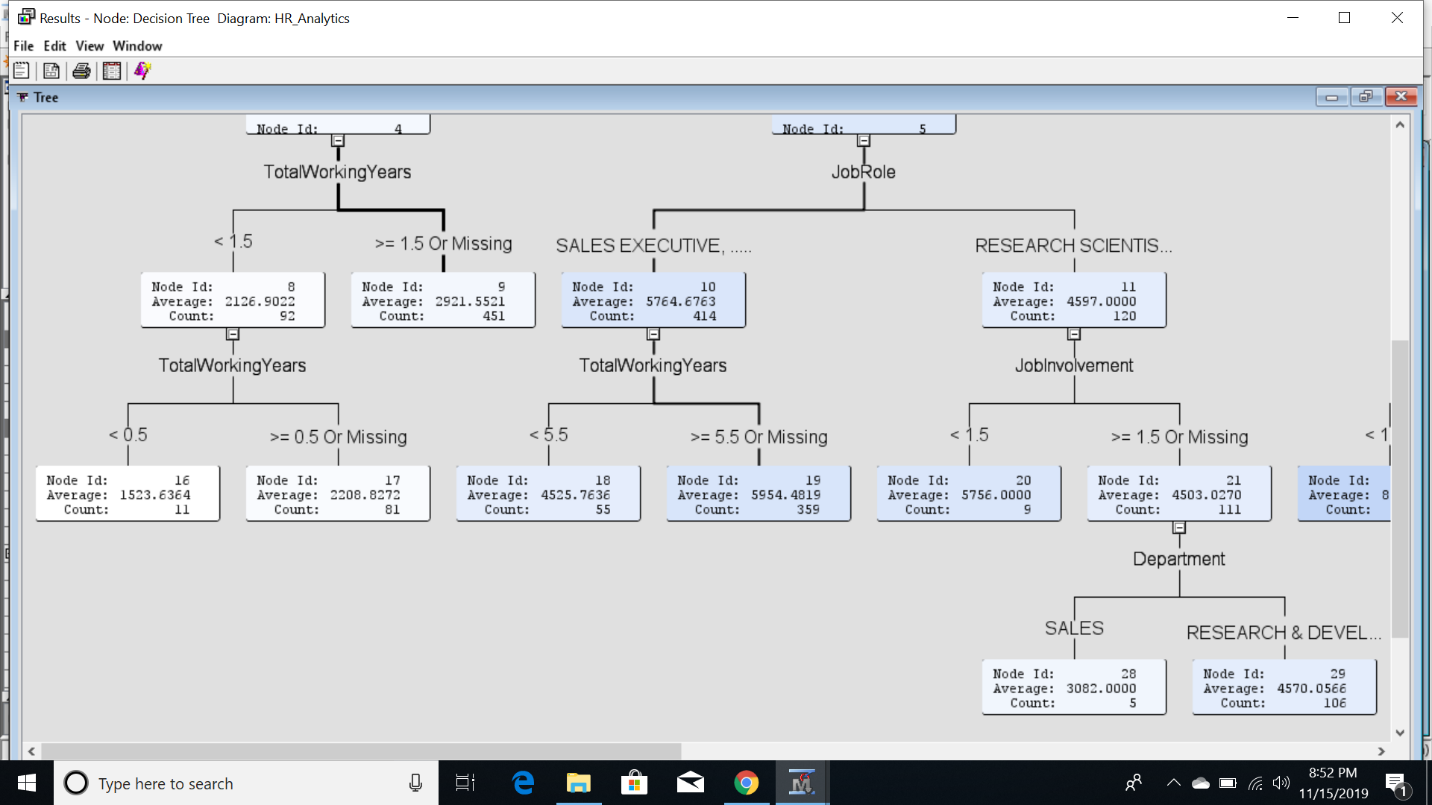 Results - Node: Decision Tree Diagram: HR_Analytics
File Edit View Window
Tree
Node Id: 4
Node Id: 5
TotalWorkingYears
JobRole
< 1.5
>= 1.5 Or Missing
SALES EXECUTIVE, .....
RESEARCH SCIENTIS...
Node Id: 8
Average: 2126.9022
Count: 92
Node Id: 9
Average: 2921.5521
Count: 451
Node Id: 10
Average: 5764.6763
Count: 414
Node Id: 11
Average: 4597.0000
Count: 120
TotalWorkingYears
TotalWorkingYears
JobInvolvement
< 0.5
>= 0.5 Or Missing
< 5.5
>= 5.5 Or Missing
< 1.5
>= 1.5 Or Missing
< 1
Node Id: 16
Average: 1523.6364
Count: 11
Node Id: 17
Average: 2208.8272
Count: 81
Node Id: 18
Average: 4525.7636
Count: 55
Node Id: 19
Average: 5954.4819
Count: 359
Node Id: 20
Average: 5756.0000
Count: 9
Node Id: 21
Average: 4503.0270
Count: 111
Node Id:
Average: 8
Count:
Department
SALES
RESEARCH & DEVEL...
Node Id: 28
Average: 3082.0000
Count: 5
Node Id: 29
Average: 4570.0566
Count: 106
Type here to search
8:52 PM
11/15/2019
1